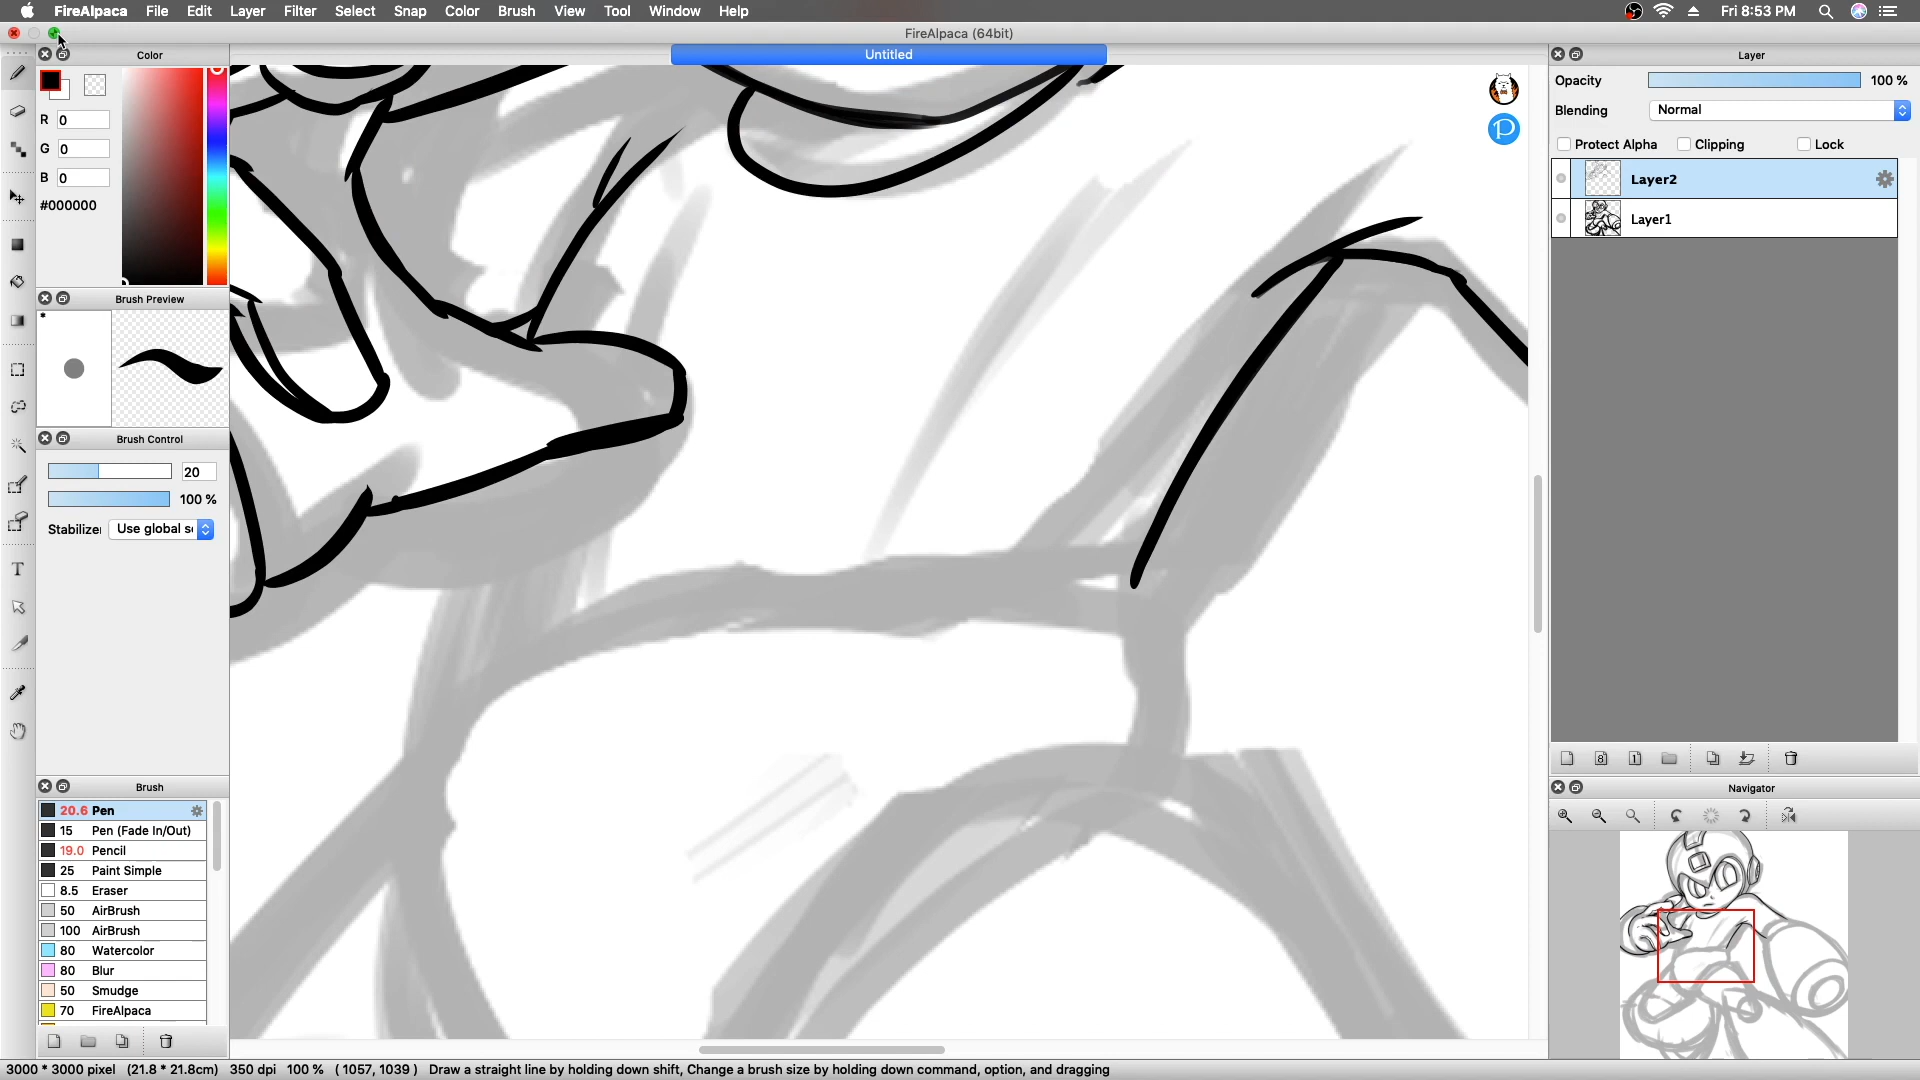 FireAlpaca File Edit Layer Filter Select Snap Color Brush View Tool Window Help Fri 8:53 PM
FireAlpaca (64bit)
Color
Untitled
Layer
R 0
G 0
B 0
#000000
Opacity 100 %
Blending Normal
Protect Alpha Clipping Lock
Layer2
Layer1
Brush Preview
*
Brush Control
20
100 %
Stabilize Use global s
T
8
1
Brush
20.6 Pen
15 Pen (Fade In/Out)
19.0 Pencil
25 Paint Simple
8.5 Eraser
50 AirBrush
100 AirBrush
80 Watercolor
80 Blur
50 Smudge
70 FireAlpaca
Navigator
3000 * 3000 pixel (21.8 * 21.8cm) 350 dpi 100 % ( 1057, 1039 ) Draw a straight line by holding down shift, Change a brush size by holding down command, option, and dragging